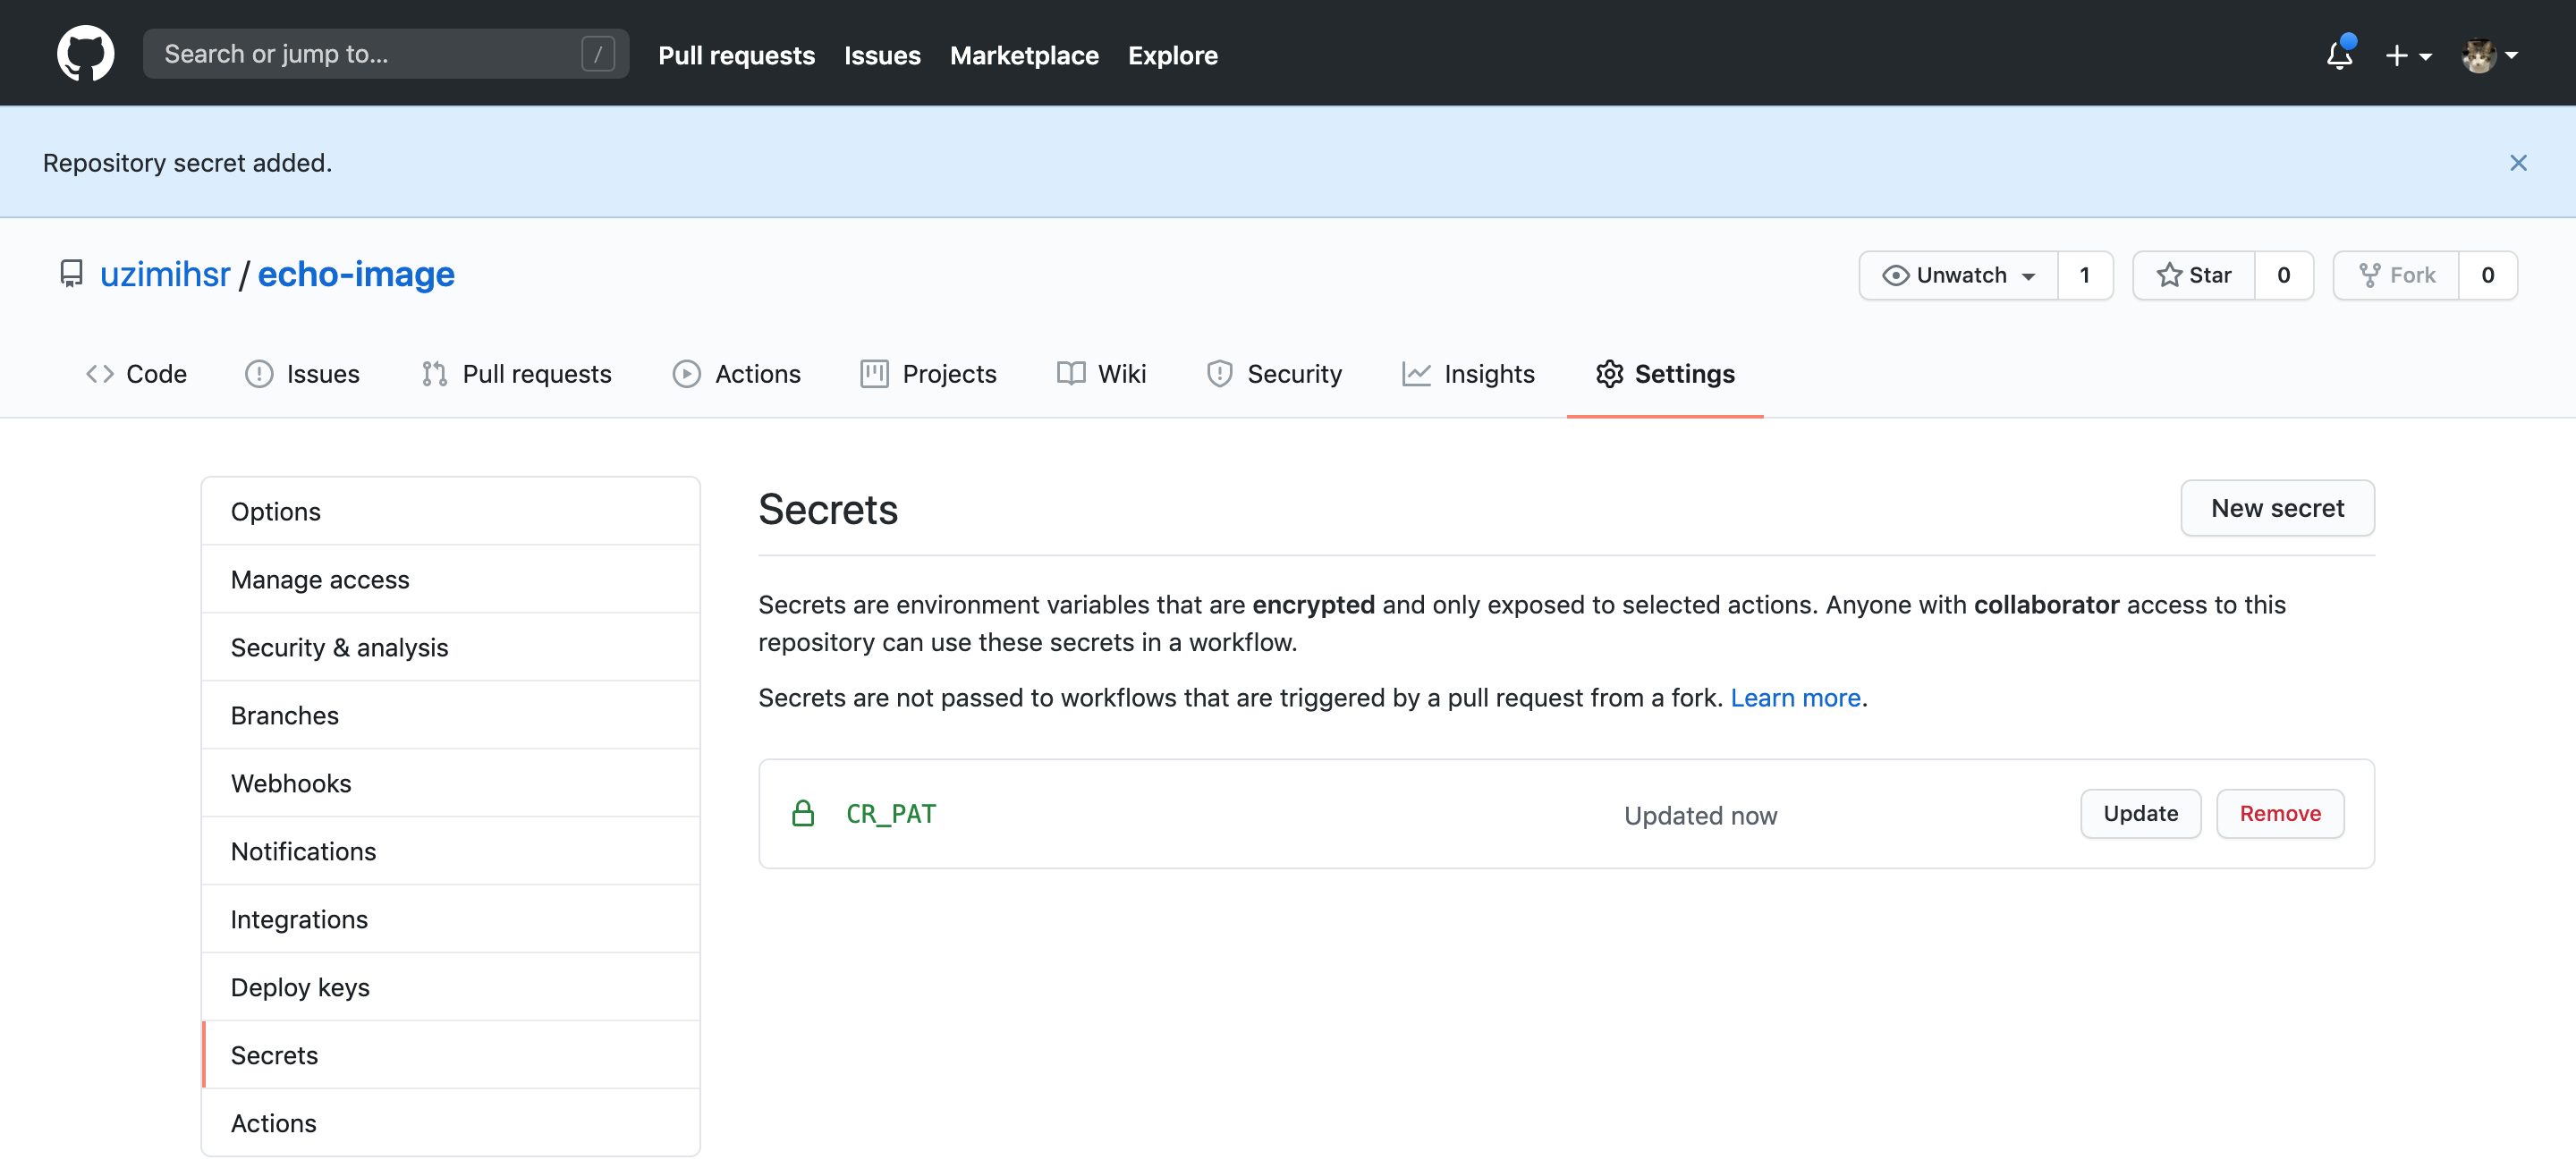 Search or jump to... /
Pull requests Issues Marketplace Explore
Repository secret added.
uzimihsr / echo-image
Unwatch 1 Star 0 Fork 0
Code Issues Pull requests Actions Projects Wiki Security Insights Settings
Options
Manage access
Security & analysis
Branches
Webhooks
Notifications
Integrations
Deploy keys
Secrets
Actions
Secrets
New secret
Secrets are environment variables that are encrypted and only exposed to selected actions. Anyone with collaborator access to this
repository can use these secrets in a workflow.
Secrets are not passed to workflows that are triggered by a pull request from a fork. Learn more.
CR_PAT Updated now Update Remove